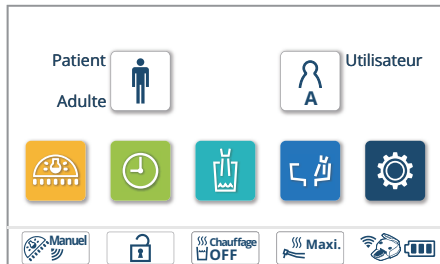 Patient
Utilisateur
Adulte
A
Manuel
Chauffage
OFF
Maxi.